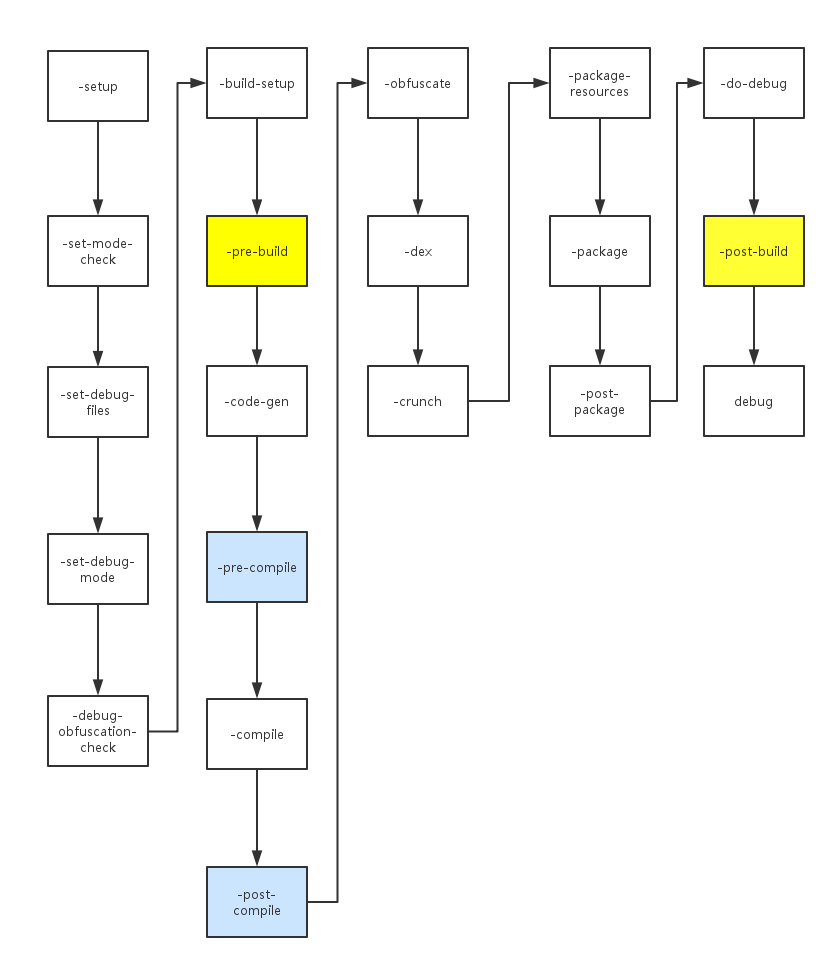 -setup
-set-mode-
check
-set-debug-
files
-set-debug-
mode
-debug-
obfuscation-
check
-build-setup
-pre-build
-code-gen
-pre-compile
-compile
-post-
compile
-obfuscate
-dex
-crunch
-package-
resources
-package
-post-
package
-do-debug
-post-build
debug